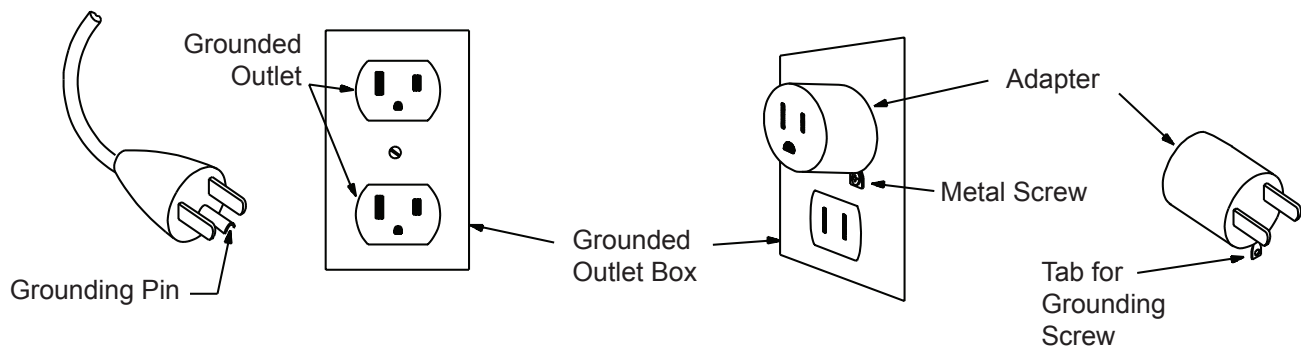 Grounded
Outlet
Grounding Pin
Grounded
Outlet Box
Adapter
Metal Screw
Tab for
Grounding
Screw